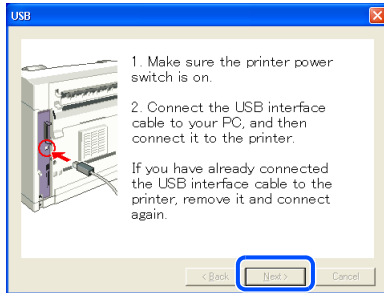 USB
1. Make sure the printer power
switch is on.
2. Connect the USB interface
cable to your PC, and then
connect it to the printer.
If you have already connected
the USB interface cable to the
printer, remove it and connect
again.
< Back
Next >
Cancel